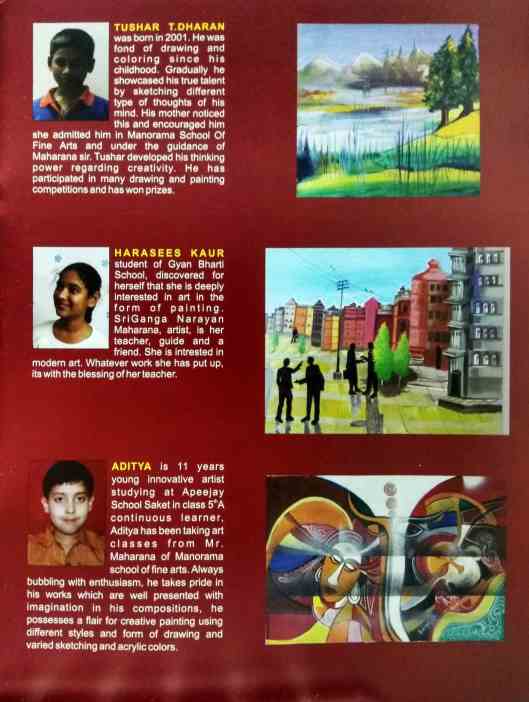 TUSHAR T.DHARAN
was born in 2001. He was
fond of drawing and
coloring since his
childhood. Gradually he
showcased his true talent
by sketching different
type of thoughts of his
mind. His mother noticed
this and encouraged him
she admitted him in Manorama School Of
Fine Arts and under the guidance of
Maharana sir. Tushar developed his thinking
power regarding creativity. He has
participated in many drawing and painting
competitions and has won prizes.
HARASEES KAUR
student of Gyan Bharti
School, discovered for
herself that she is deeply
interested in art in the
form of painting.
SriGanga Narayan
Maharana, artist, is her
teacher, guide and a
friend. She is intrested in
modern art. Whatever work she has put up,
its with the blessing of her teacher.
ADITYA is 11 years
young innovative artist
studying at Apeejay
School Saket in class 5th A
continuous learner,
Aditya has been taking art
classes from Mr.
Maharana of Manorama
school of fine arts. Always
bubbling with enthusiasm, he takes pride in
his works which are well presented with
imagination in his compositions, he
possesses a flair for creative painting using
different styles and form of drawing and
varied sketching and acrylic colors.